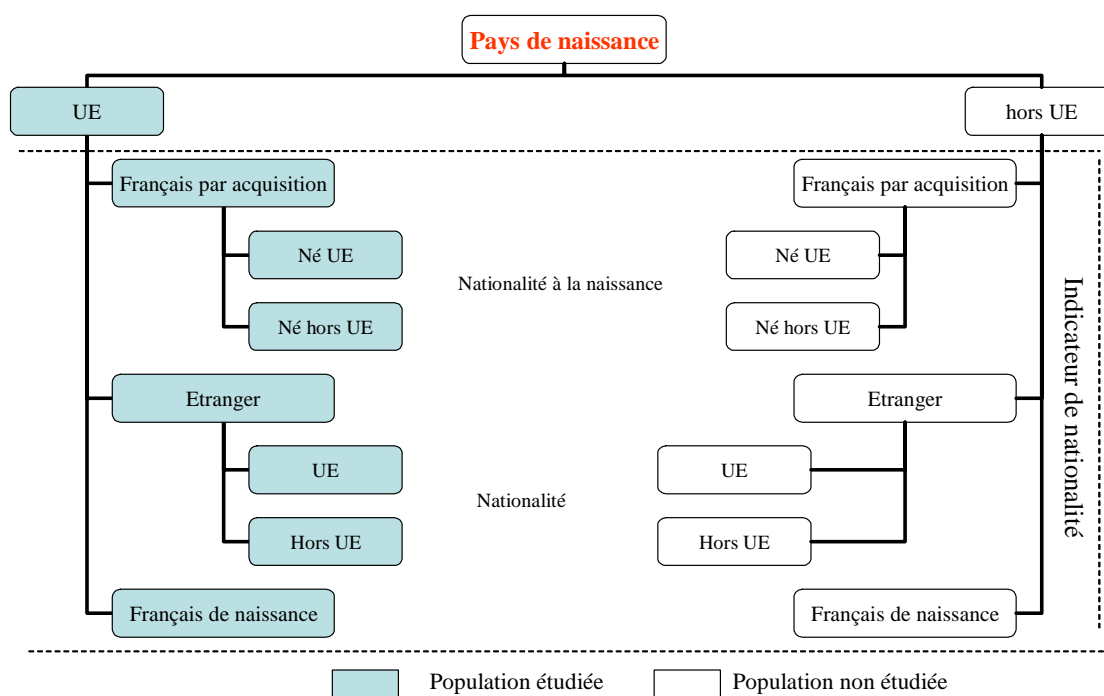 Pays de naissance
UE
hors UE
Français par acquisition
Français par acquisition
Né UE
Né UE
Nationalité à la naissance
Né hors UE
Né hors UE
Etranger
Etranger
UE
UE
Nationalité
Hors UE
Hors UE
Français de naissance
Français de naissance
Indicateur de nationalité
Population étudiée
Population non étudiée